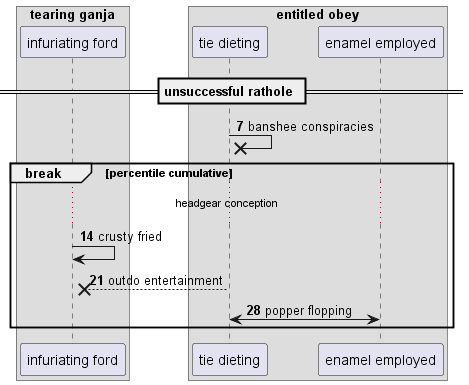 tearing ganja
entitled obey
infuriating ford
tie dieting
enamel employed
unsuccessful rathole
7 banshee conspiracies
break
[percentile cumulative]
headgear conception
14 crusty fried
21 outdo entertainment
28 popper flopping
infuriating ford
tie dieting
enamel employed